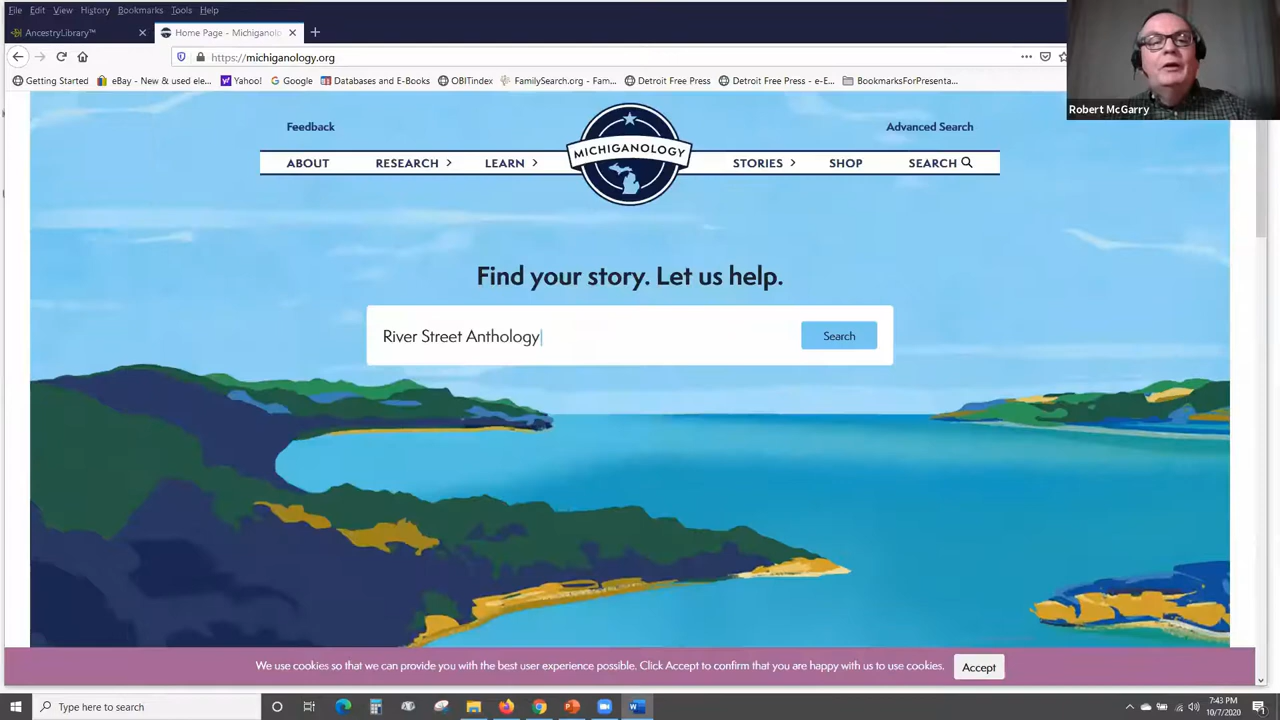 File Edit View History Bookmarks Tools Help
AncestryLibrary™
Home Page - Michiganology
https://michiganology.org
Getting Started eBay - New & used ele... Yahoo! Google Databases and E-Books OBITIndex FamilySearch.org - Fam... Detroit Free Press Detroit Free Press - e-E... BookmarksForPresenta...
Robert McGarry
Feedback
Advanced Search
ABOUT RESEARCH LEARN MICHIGANOLOGY STORIES SHOP SEARCH
Find your story. Let us help.
River Street Anthology Search
We use cookies so that we can provide you with the best user experience possible. Click Accept to confirm that you are happy with us to use cookies. Accept
Type here to search
7:43 PM
10/7/2020